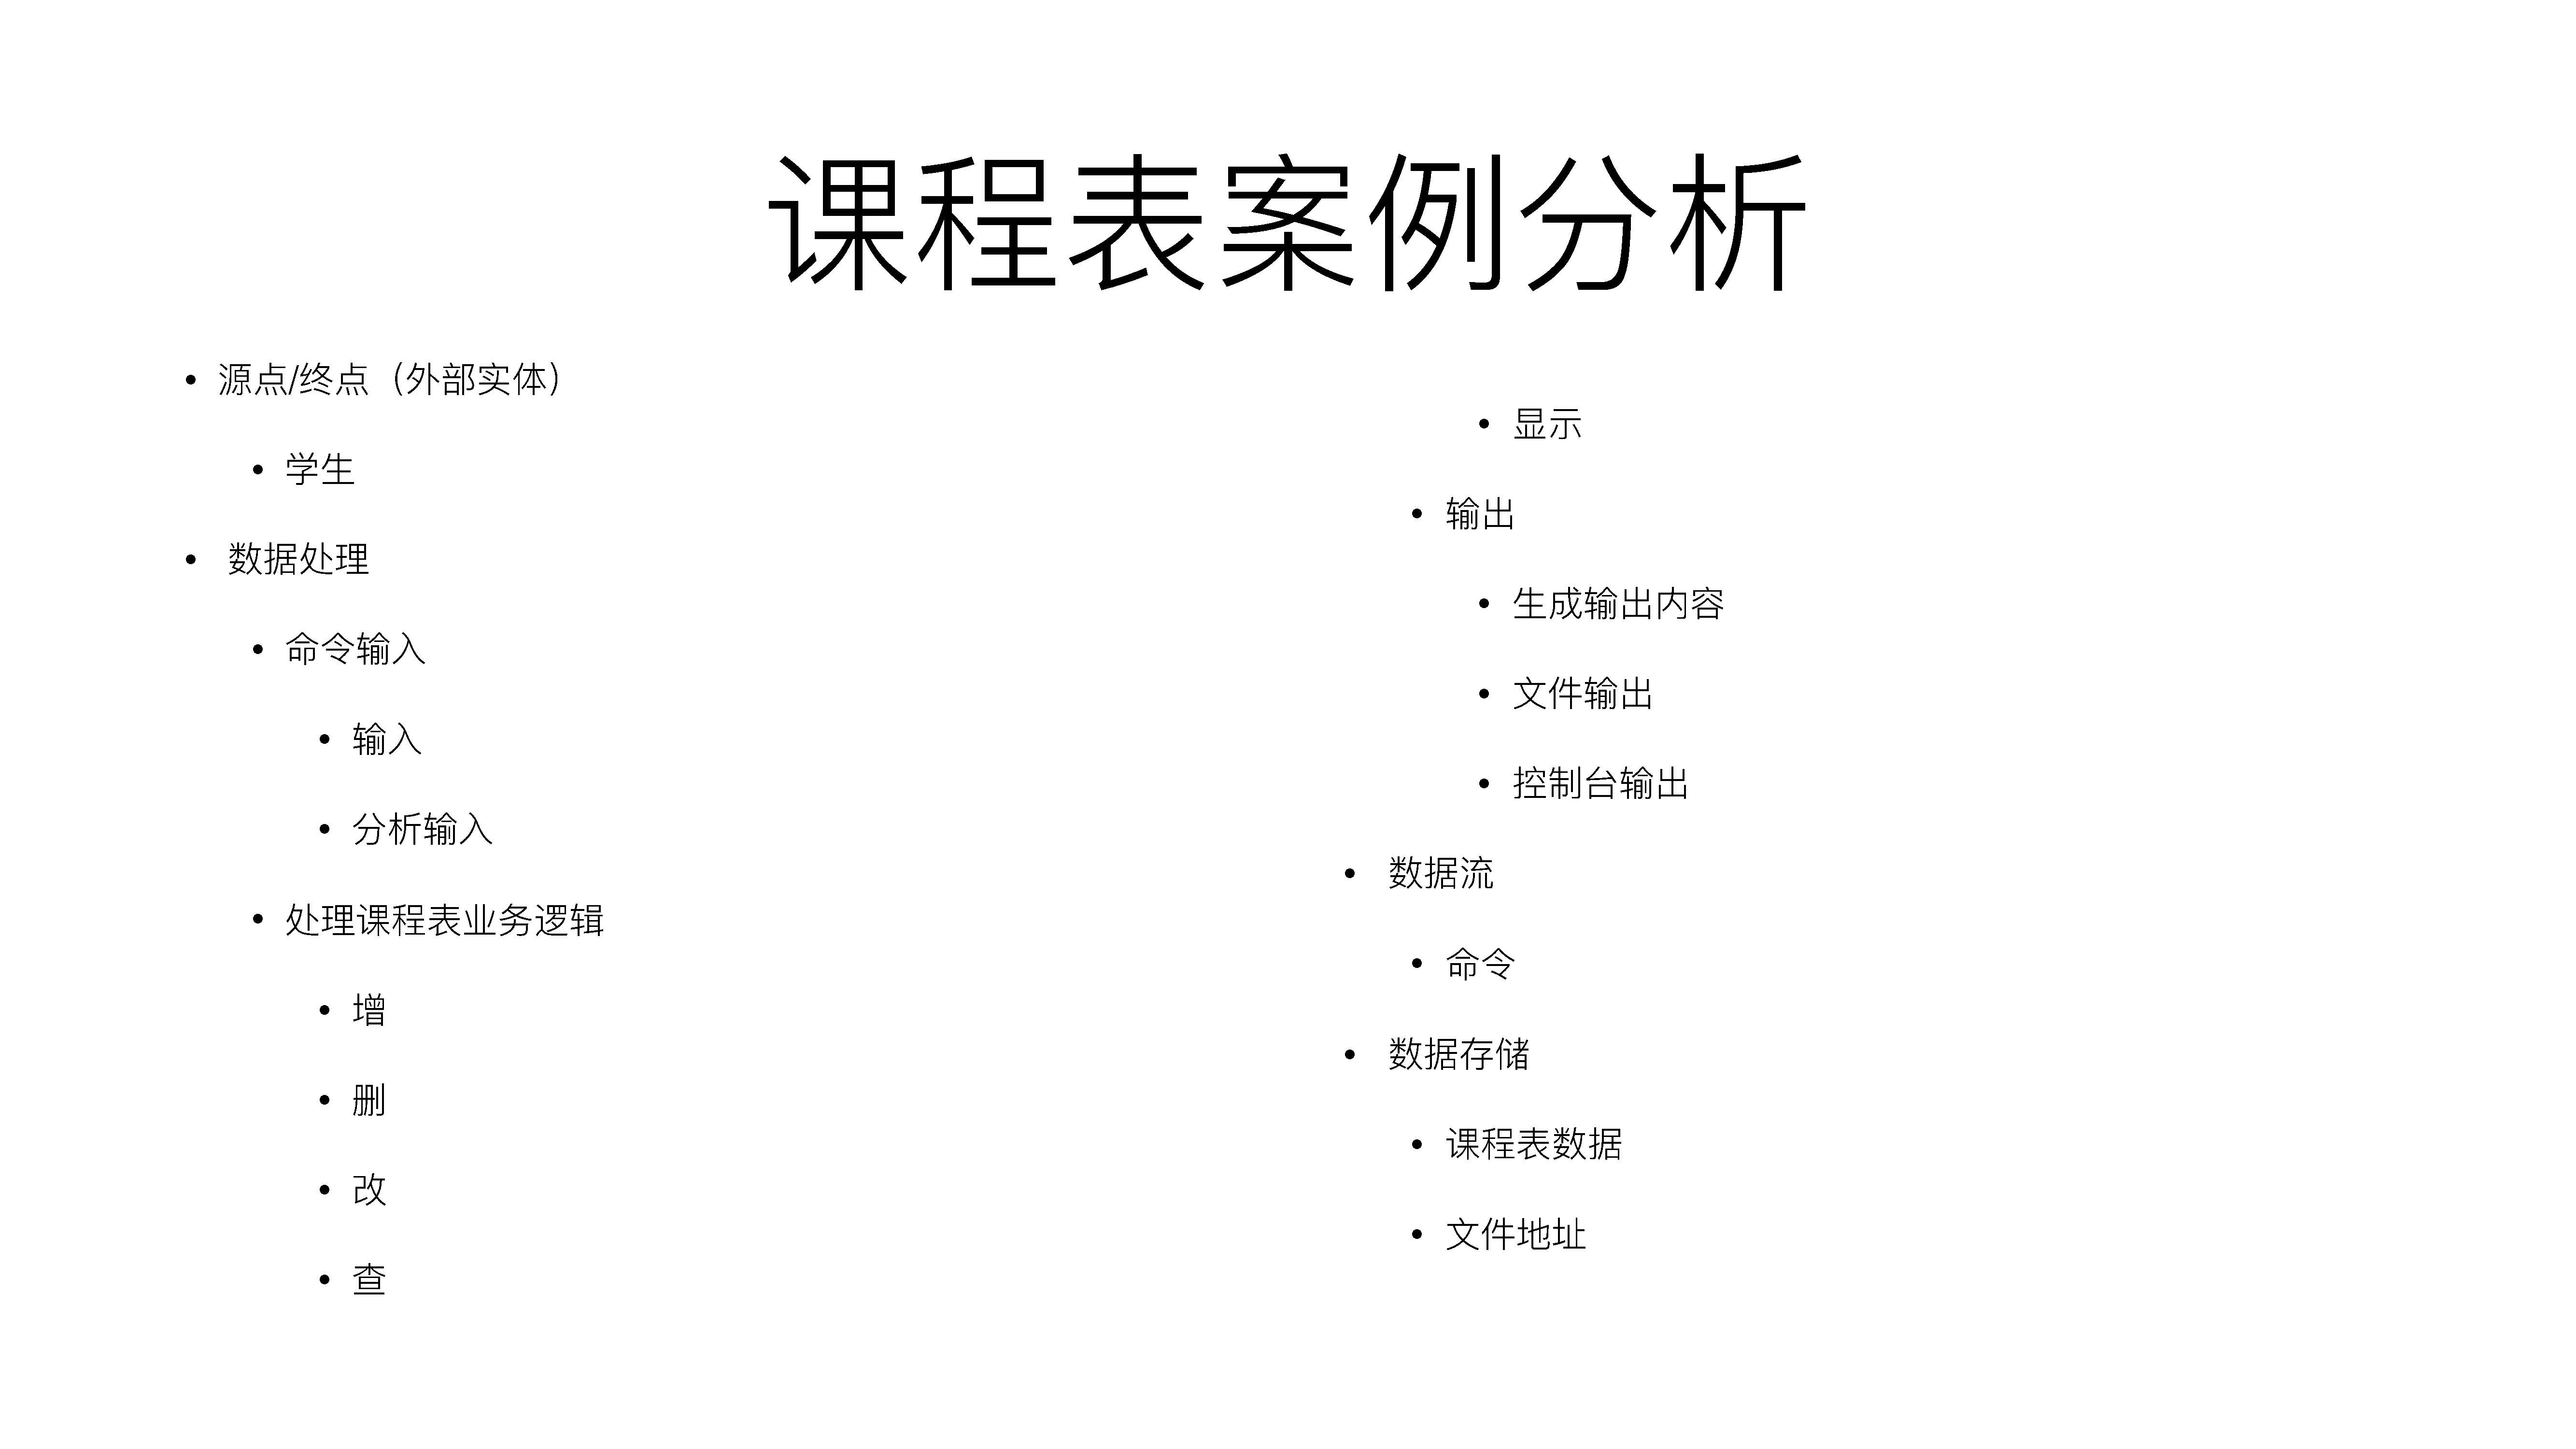 课程表案例分析
• 源点/终点（外部实体）
• 学生
• 数据处理
• 命令输入
• 输入
• 分析输入
• 处理课程表业务逻辑
• 增
• 删
• 改
• 查
• 显示
• 输出
• 生成输出内容
• 文件输出
• 控制台输出
• 数据流
• 命令
• 数据存储
• 课程表数据
• 文件地址